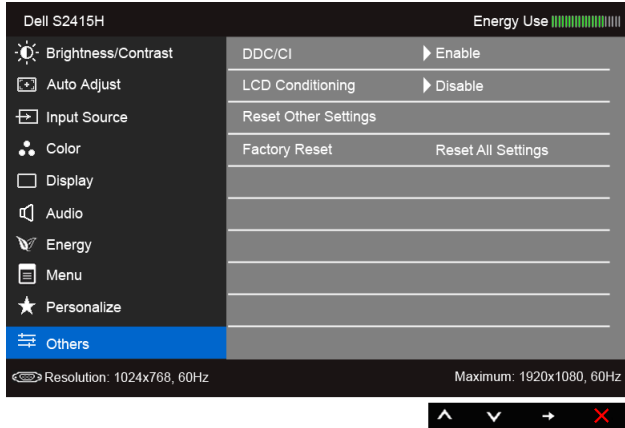 Dell S2415H Energy Use
Brightness/Contrast DDC/CI Enable
Auto Adjust LCD Conditioning Disable
Input Source Reset Other Settings
Color Factory Reset Reset All Settings
Display
Audio
Energy
Menu
Personalize
Others
Resolution: 1024x768, 60Hz Maximum: 1920x1080, 60Hz